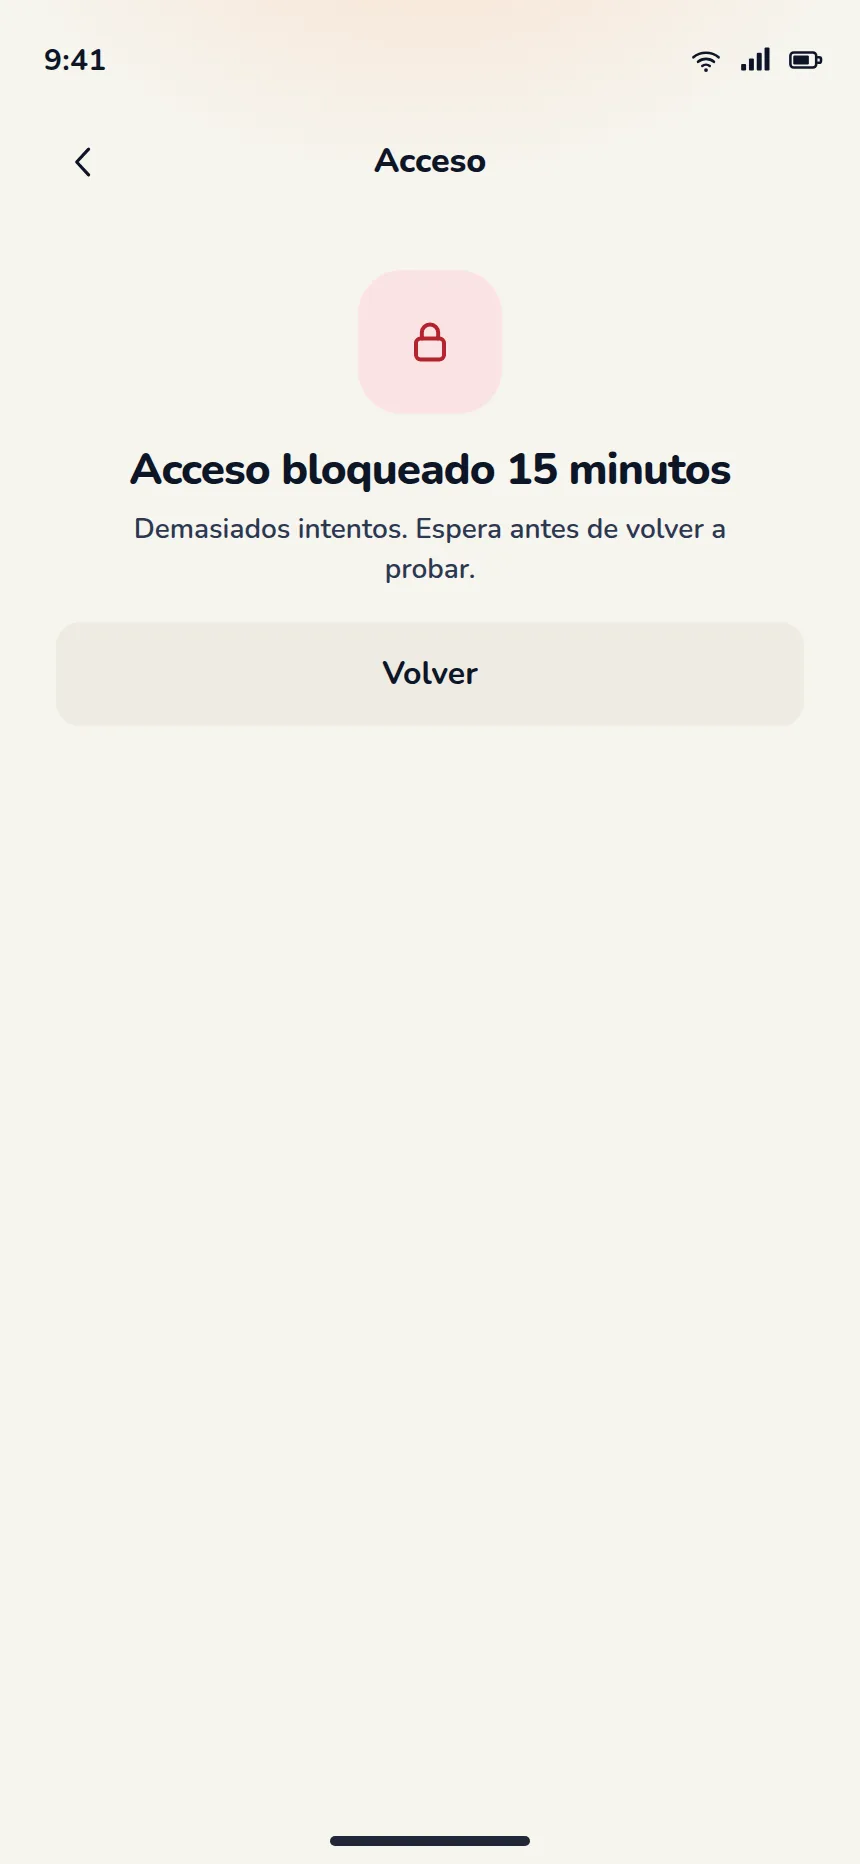 9:41
Acceso
Acceso bloqueado 15 minutos
Demasiados intentos. Espera antes de volver a
probar.
Volver